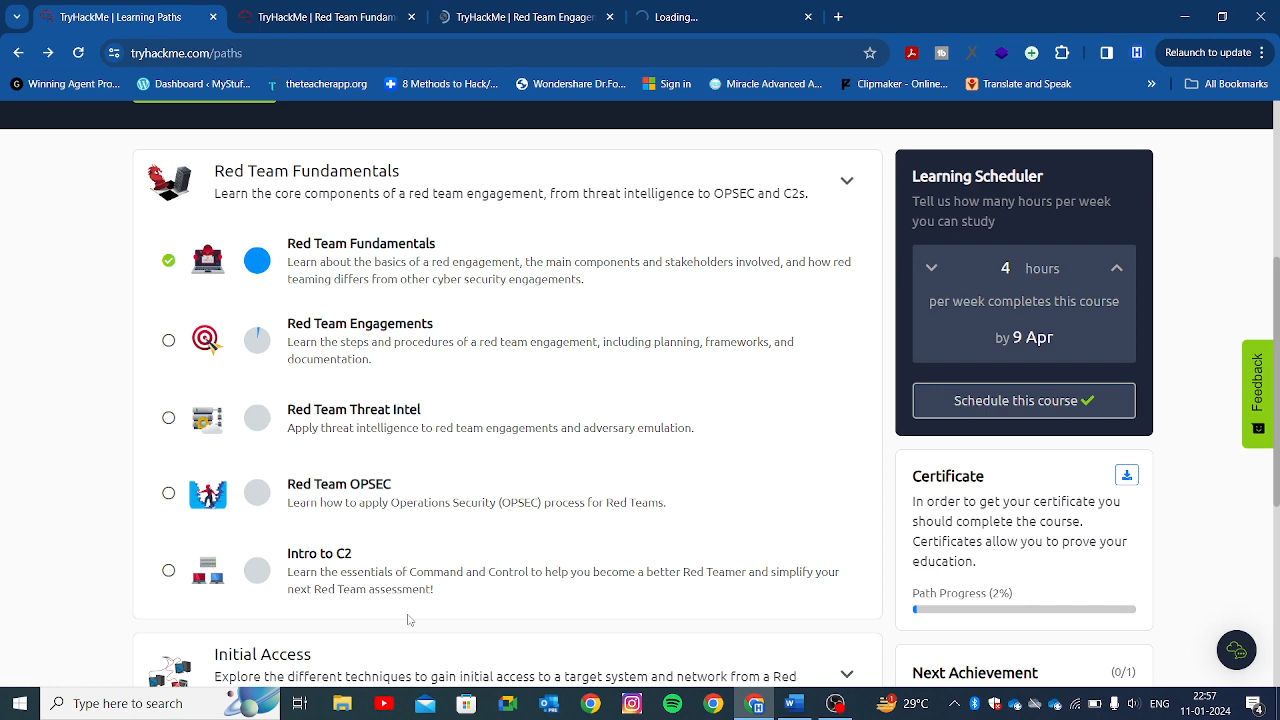 TryHackMe | Learning Paths
TryHackMe | Red Team Fundam
TryHackMe | Red Team Engager
Loading...
tryhackme.com/paths
Relaunch to update
Winning Agent Pro...
Dashboard ‹ MyStuf...
theteacherapp.org
8 Methods to Hack/...
Wondershare Dr.Fo...
Sign in
Miracle Advanced A...
Clipmaker - Online...
Translate and Speak
All Bookmarks
Red Team Fundamentals
Learn the core components of a red team engagement, from threat intelligence to OPSEC and C2s.
Red Team Fundamentals
Learn about the basics of a red engagement, the main components and stakeholders involved, and how red
teaming differs from other cyber security engagements.
Red Team Engagements
Learn the steps and procedures of a red team engagement, including planning, frameworks, and
documentation.
Red Team Threat Intel
Apply threat intelligence to red team engagements and adversary emulation.
Red Team OPSEC
Learn how to apply Operations Security (OPSEC) process for Red Teams.
Intro to C2
Learn the essentials of Command and Control to help you become a better Red Teamer and simplify your
next Red Team assessment!
Initial Access
Explore the different techniques to gain initial access to a target system and network from a Red
Learning Scheduler
Tell us how many hours per week
you can study
4 hours
per week completes this course
by 9 Apr
Schedule this course
Certificate
In order to get your certificate you
should complete the course.
Certificates allow you to prove your
education.
Path Progress (2%)
Next Achievement (0/1)
Feedback
Type here to search
29°C
22:57
11-01-2024